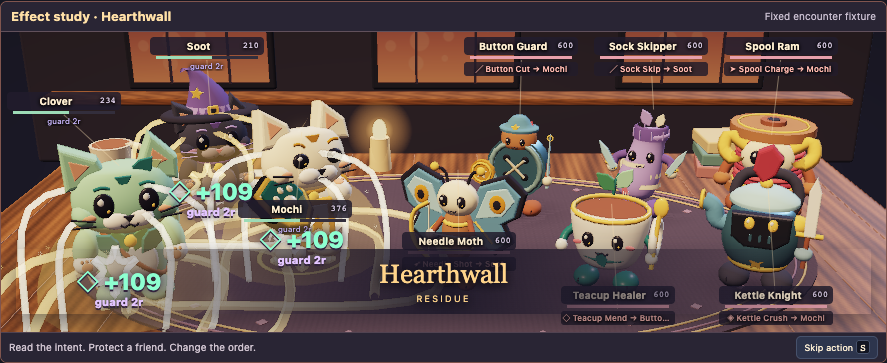 Effect study · Hearthwall
Fixed encounter fixture
Soot 210
guard 2r
Button Guard 600
Button Cut → Mochi
Sock Skipper 600
Sock Skip → Soot
Spool Ram 600
Spool Charge → Mochi
Clover 234
guard 2r
+109
guard 2r
Mochi 376
guard 2r
+109
guard 2r
Needle Moth 600
+109
guard 2r
Hearthwall
RESIDUE
Teacup Healer 600
Teacup Mend → Butto...
Kettle Knight 600
Kettle Crush → Mochi
Read the intent. Protect a friend. Change the order.
Skip action S